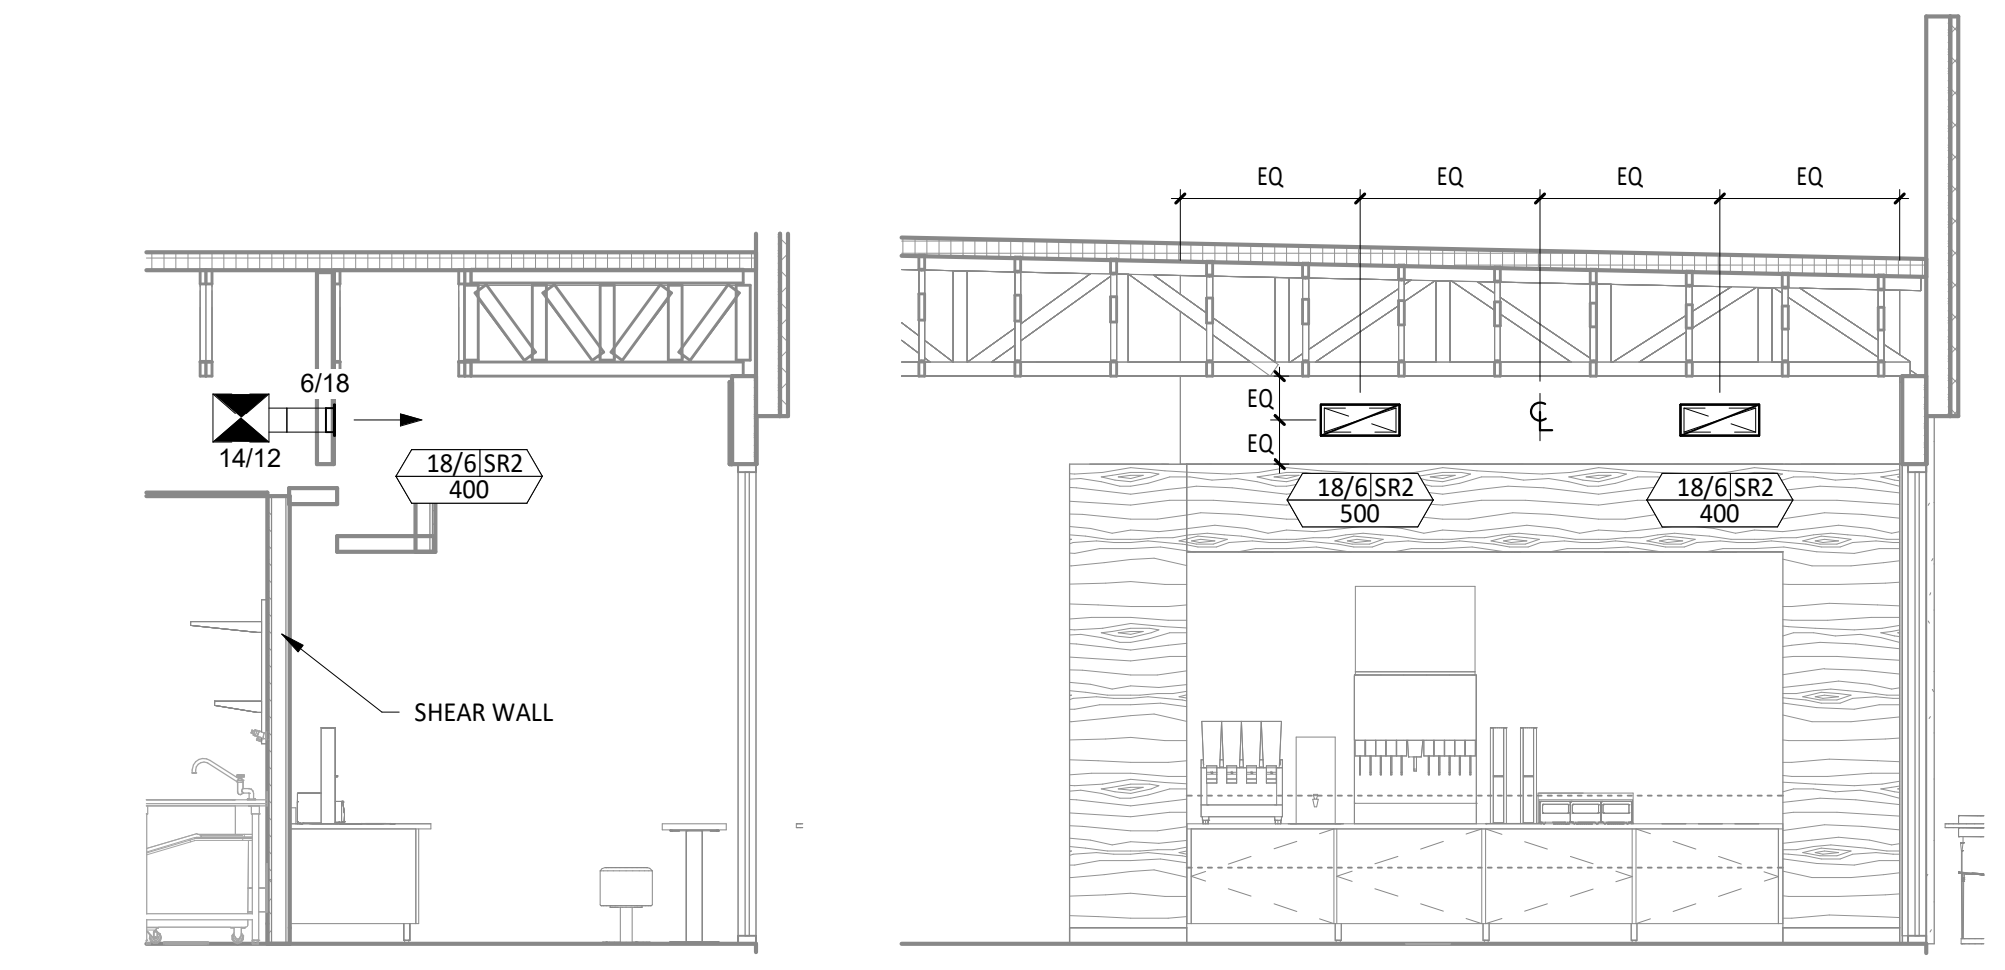 EQ EQ EQ EQ
6/18
14/12
18/6 SR2
400
SHEAR WALL
EQ
EQ
CL
18/6 SR2
500
18/6 SR2
400